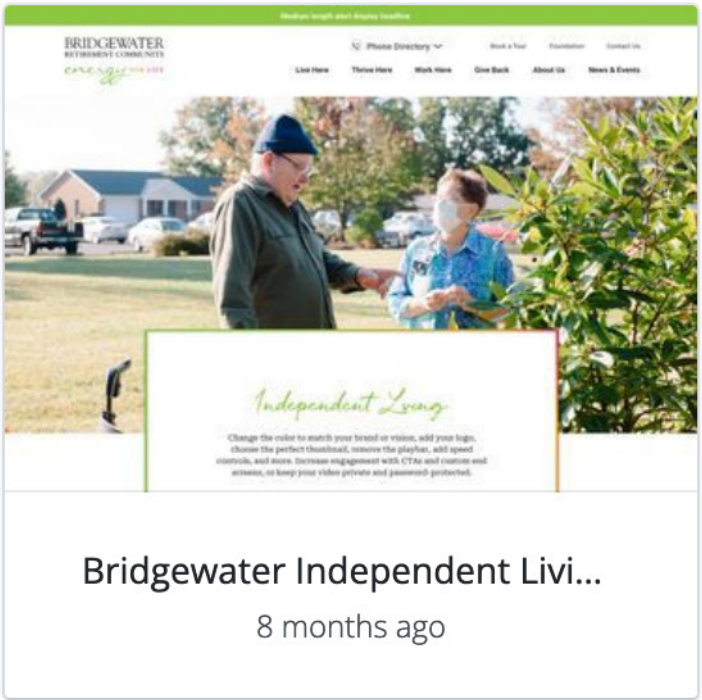 Medium length alert display headline
BRIDGEWATER
RETIREMENT COMMUNITY
energy FOR LIFE
Phone Directory
Book a Tour Foundation Contact Us
Live Here Thrive Here Work Here Give Back About Us News & Events
Independent Living
Change the color to match your brand or vision, add your logo,
choose the perfect thumbnail, remove the playbar, add speed
controls, and more. Increase engagement with CTAs and custom end
screens, or keep your video private and password-protected.
Bridgewater Independent Livi...
8 months ago